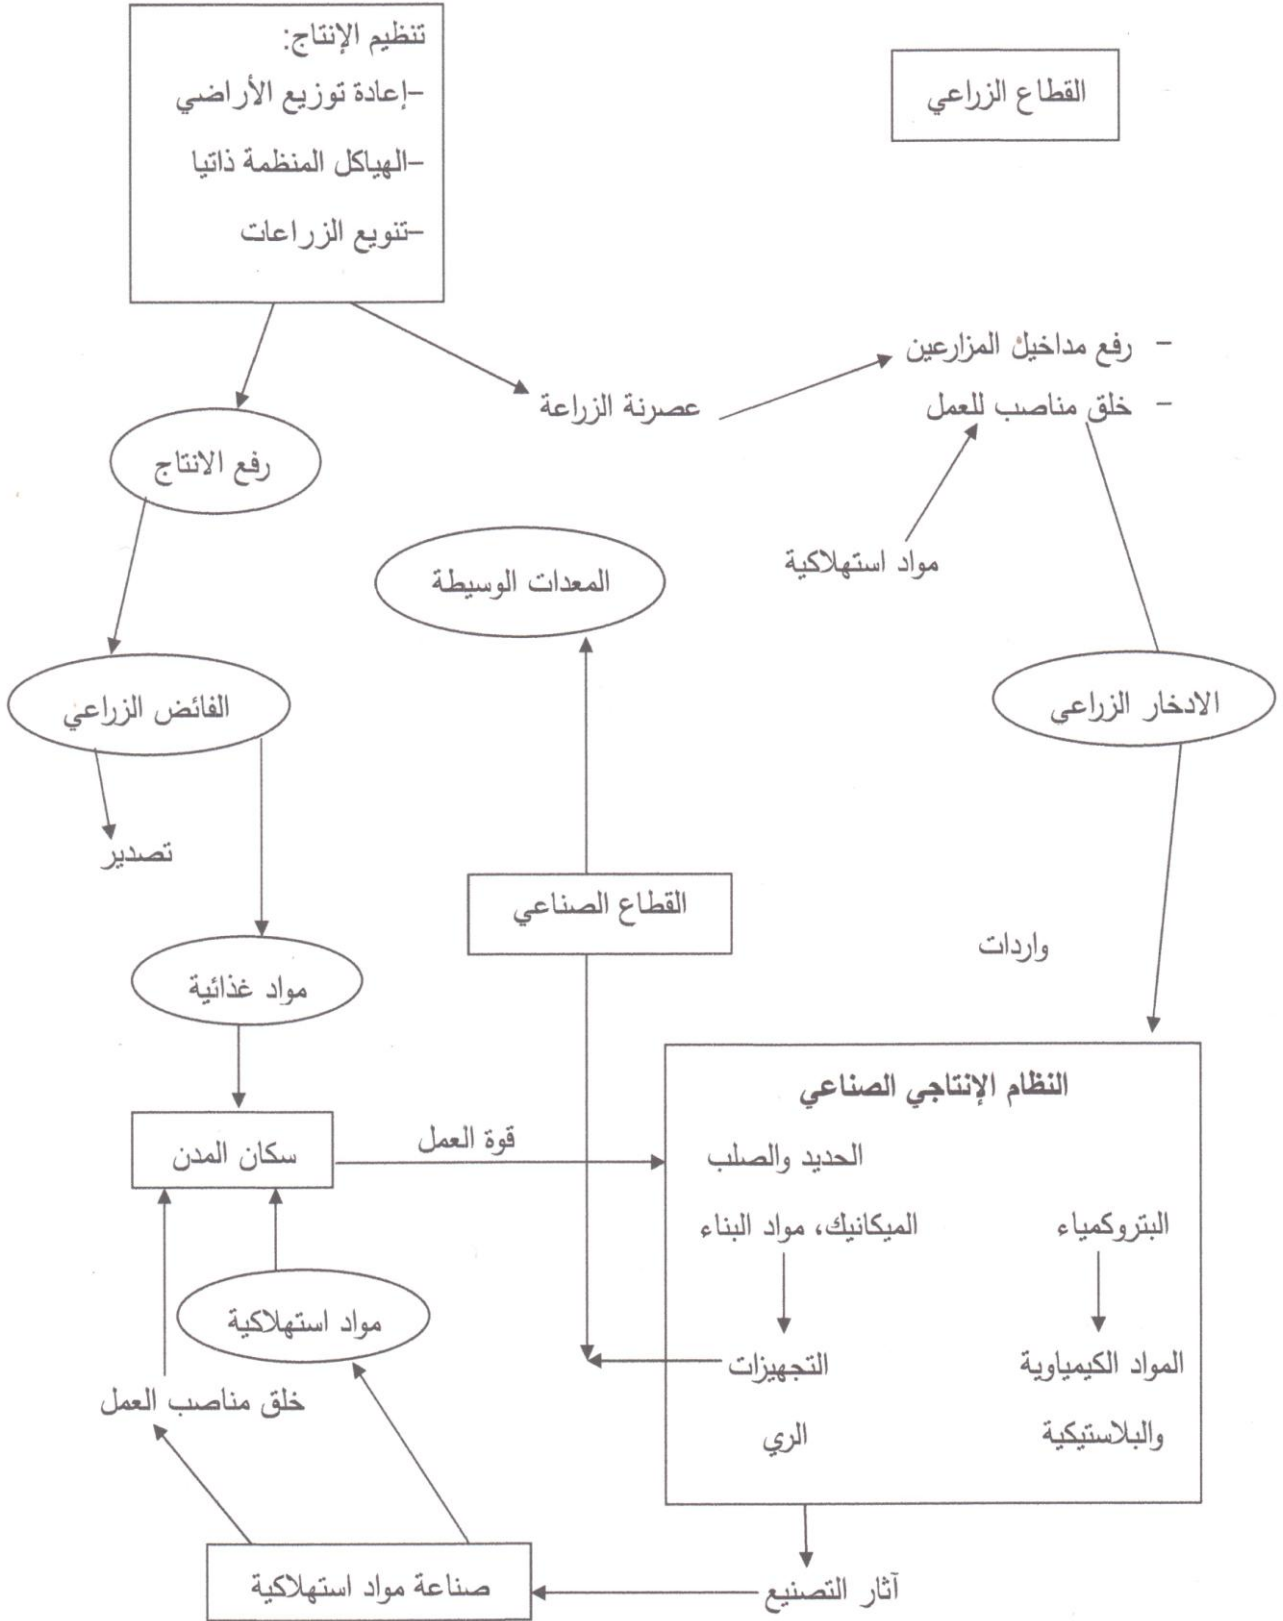 تنظيم الإنتاج:
-إعادة توزيع الأراضي
-الهياكل المنظمة ذاتيا
-تنويع الزراعات
القطاع الزراعي
- رفع مداخيل المزارعين
- خلق مناصب للعمل
عصرنة الزراعة
رفع الانتاج
مواد استهلاكية
المعدات الوسيطة
الادخار الزراعي
الفائض الزراعي
تصدير
القطاع الصناعي
واردات
مواد غذائية
النظام الإنتاجي الصناعي
الحديد والصلب
البتروكمياء
الميكانيك، مواد البناء
المواد الكيمياوية
والبلاستيكية
التجهيزات
الري
قوة العمل
سكان المدن
مواد استهلاكية
خلق مناصب العمل
صناعة مواد استهلاكية
آثار التصنيع